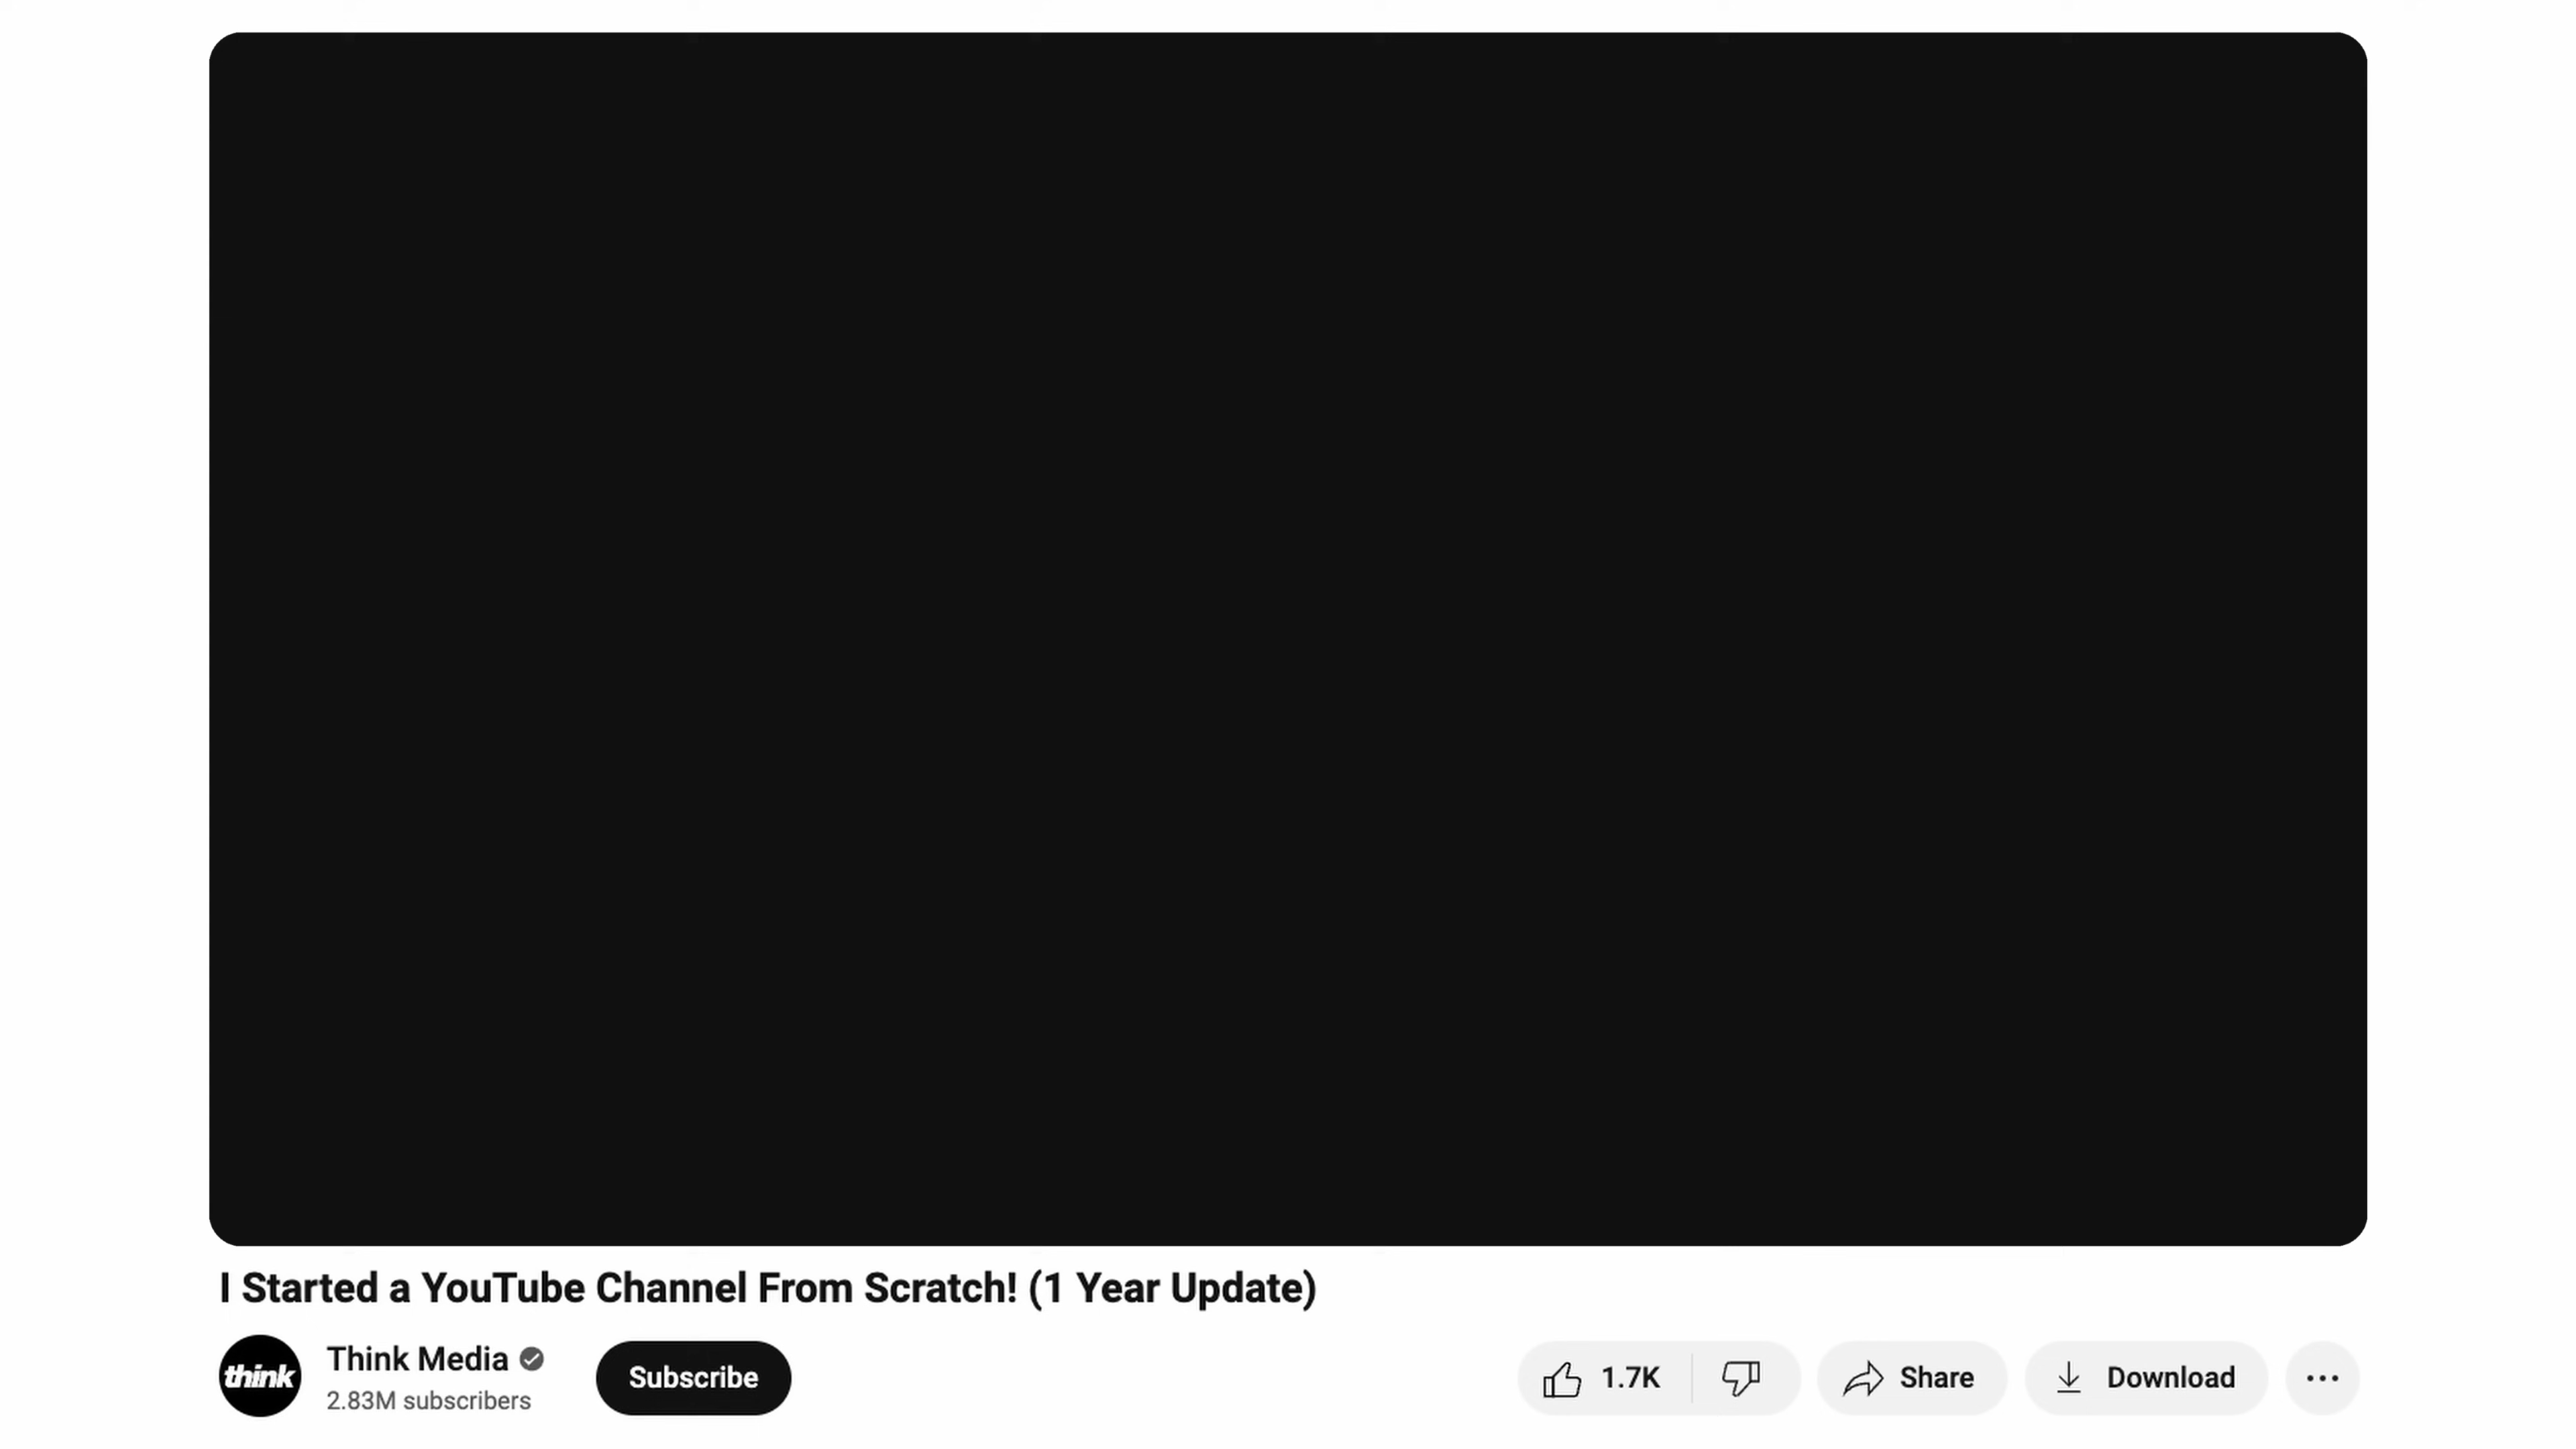 I Started a YouTube Channel From Scratch! (1 Year Update)
think
Think Media
2.83M subscribers
Subscribe
1.7K
Share
Download